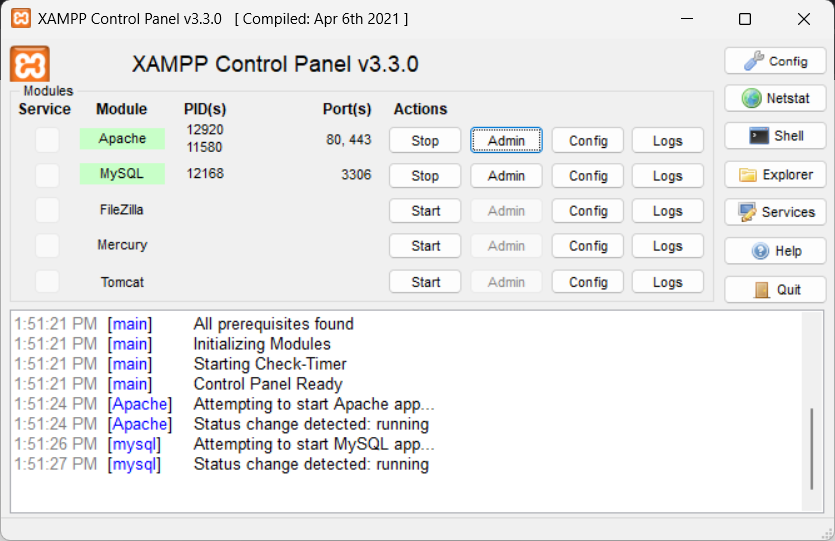 XAMPP Control Panel v3.3.0 [ Compiled: Apr 6th 2021 ]
XAMPP Control Panel v3.3.0
Config
Modules
Service Module PID(s) Port(s) Actions
Netstat
Apache 12920 11580 80, 443 Stop Admin Config Logs
Shell
MySQL 12168 3306 Stop Admin Config Logs
Explorer
FileZilla Start Admin Config Logs
Services
Mercury Start Admin Config Logs
Help
Tomcat Start Admin Config Logs
Quit
1:51:21 PM [main] All prerequisites found
1:51:21 PM [main] Initializing Modules
1:51:21 PM [main] Starting Check-Timer
1:51:21 PM [main] Control Panel Ready
1:51:24 PM [Apache] Attempting to start Apache app...
1:51:24 PM [Apache] Status change detected: running
1:51:26 PM [mysql] Attempting to start MySQL app...
1:51:27 PM [mysql] Status change detected: running